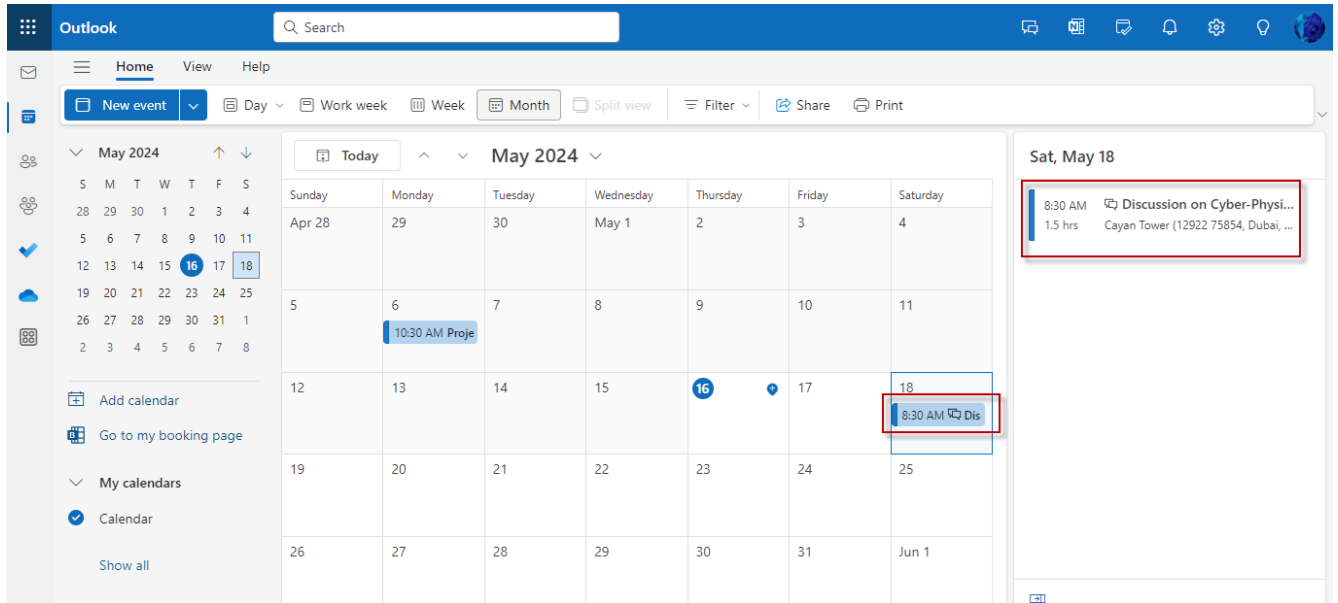 Outlook
Search
Home View Help
New event Day Work week Week Month Split view Filter Share Print
May 2024
S M T W T F S
28 29 30 1 2 3 4
5 6 7 8 9 10 11
12 13 14 15 16 17 18
19 20 21 22 23 24 25
26 27 28 29 30 31 1
2 3 4 5 6 7 8
Add calendar
Go to my booking page
My calendars
Calendar
Show all
Today May 2024
Sunday Monday Tuesday Wednesday Thursday Friday Saturday
Apr 28 29 30 May 1 2 3 4
5 6 7 8 9 10 11
10:30 AM Proje
12 13 14 15 16 17 18
8:30 AM Dis
19 20 21 22 23 24 25
26 27 28 29 30 31 Jun 1
Sat, May 18
8:30 AM Discussion on Cyber-Physi...
1.5 hrs Cayan Tower (12922 75854, Dubai, ...